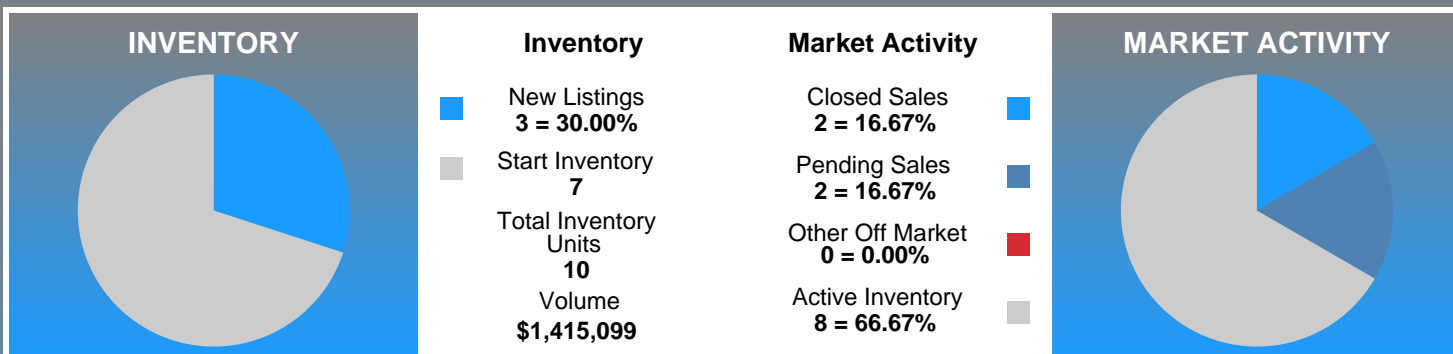 INVENTORY
Inventory
New Listings
3 = 30.00%
Start Inventory
7
Total Inventory
Units
10
Volume
$1,415,099
Market Activity
Closed Sales
2 = 16.67%
Pending Sales
2 = 16.67%
Other Off Market
0 = 0.00%
Active Inventory
8 = 66.67%
MARKET ACTIVITY